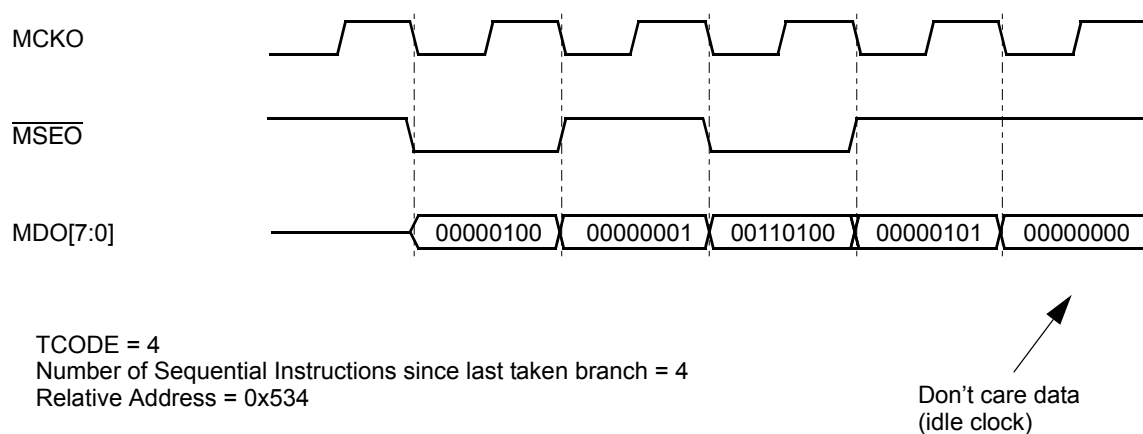 MCKO
MSEO
MDO[7:0]
00000100 00000001 00110100 00000101 00000000
TCODE = 4
Number of Sequential Instructions since last taken branch = 4
Relative Address = 0x534
Don’t care data
(idle clock)